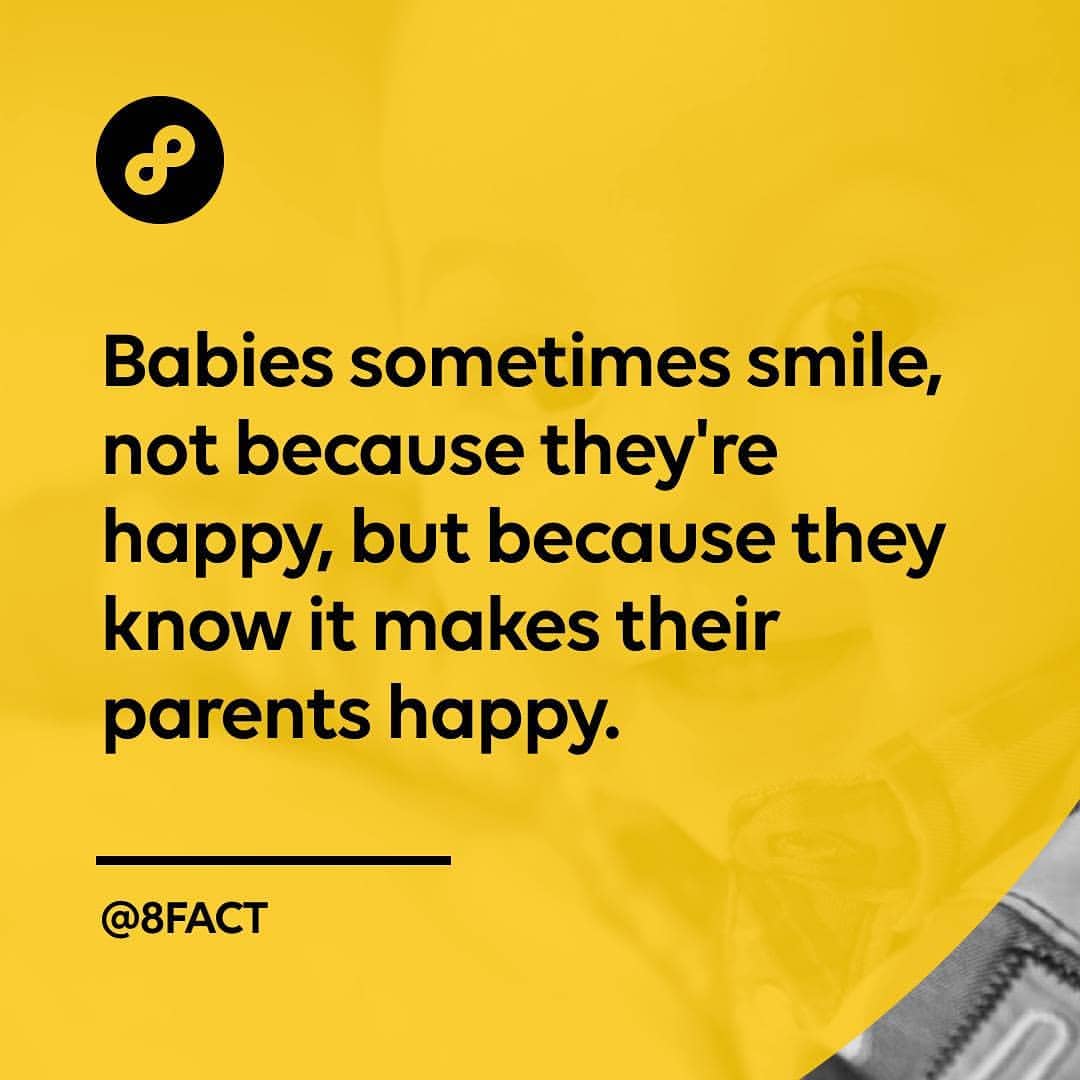 Babies sometimes smile,
not because they're
happy, but because they
know it makes their
parents happy.
@8FACT